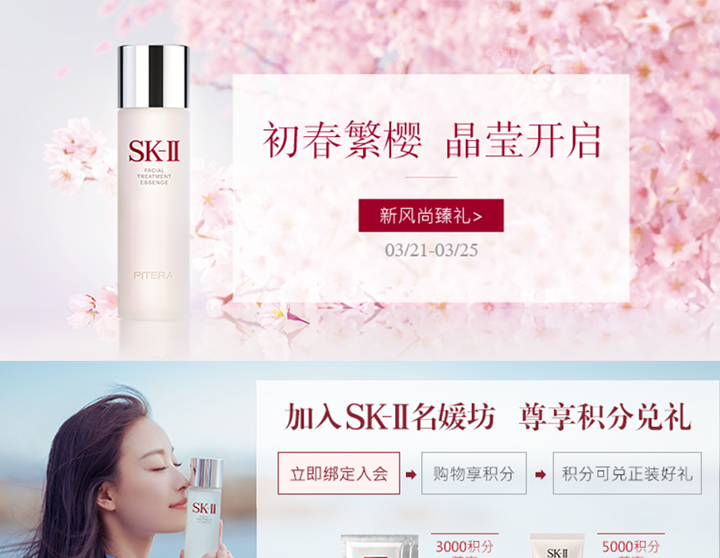 SK-II
FACIAL
TREATMENT
ESSENCE
PITERA
初春繁樱 晶莹开启
新风尚臻礼>
03/21-03/25
加入SK-II名媛坊 尊享积分兑礼
立即绑定入会
购物享积分
积分可兑正装好礼
SK-II
3000积分
SK-II
5000积分